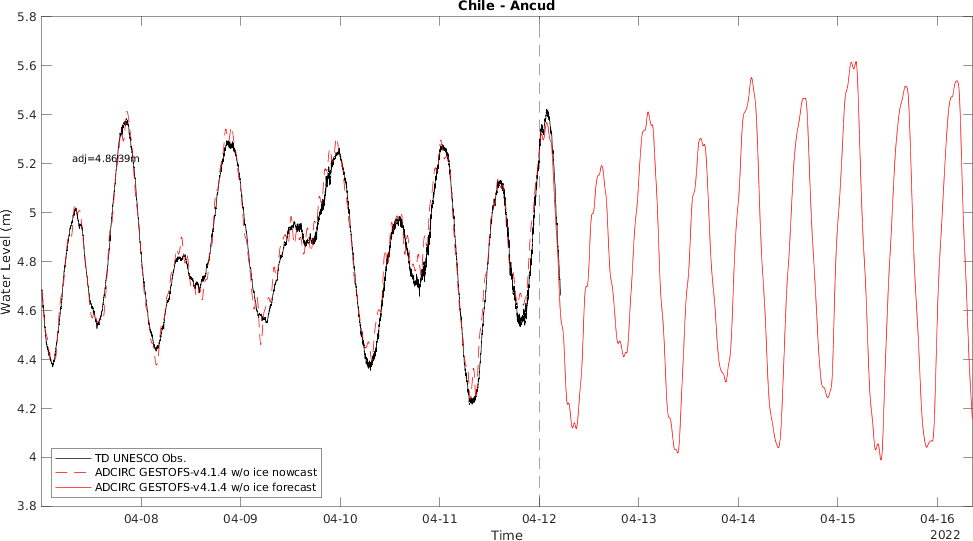 Chile - Ancud
5.8
5.6
5.4
5.2
5
4.8
4.6
4.4
4.2
4
3.8
Water Level (m)
adj=4.8639m
TD UNESCO Obs.
ADCIRC GESTOFS-v4.1.4 w/o ice nowcast
ADCIRC GESTOFS-v4.1.4 w/o ice forecast
04-08 04-09 04-10 04-11 04-12 04-13 04-14 04-15 04-16
Time
2022